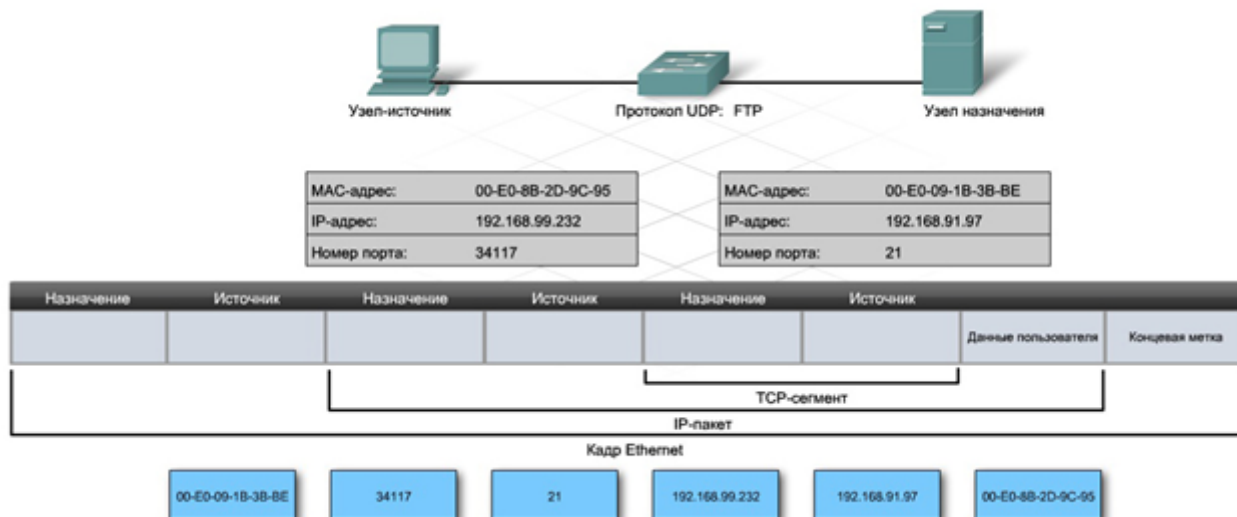 Узел-источник Протокол UDP: FTP Узел назначения
MAC-адрес: 00-E0-8B-2D-9C-95
IP-адрес: 192.168.99.232
Номер порта: 34117
MAC-адрес: 00-E0-09-1B-3B-BE
IP-адрес: 192.168.91.97
Номер порта: 21
Назначение Источник Назначение Источник Назначение Источник
Данные пользователя Концевая метка
TCP-сегмент
IP-пакет
Кадр Ethernet
00-E0-09-1B-3B-BE 34117 21 192.168.99.232 192.168.91.97 00-E0-8B-2D-9C-95